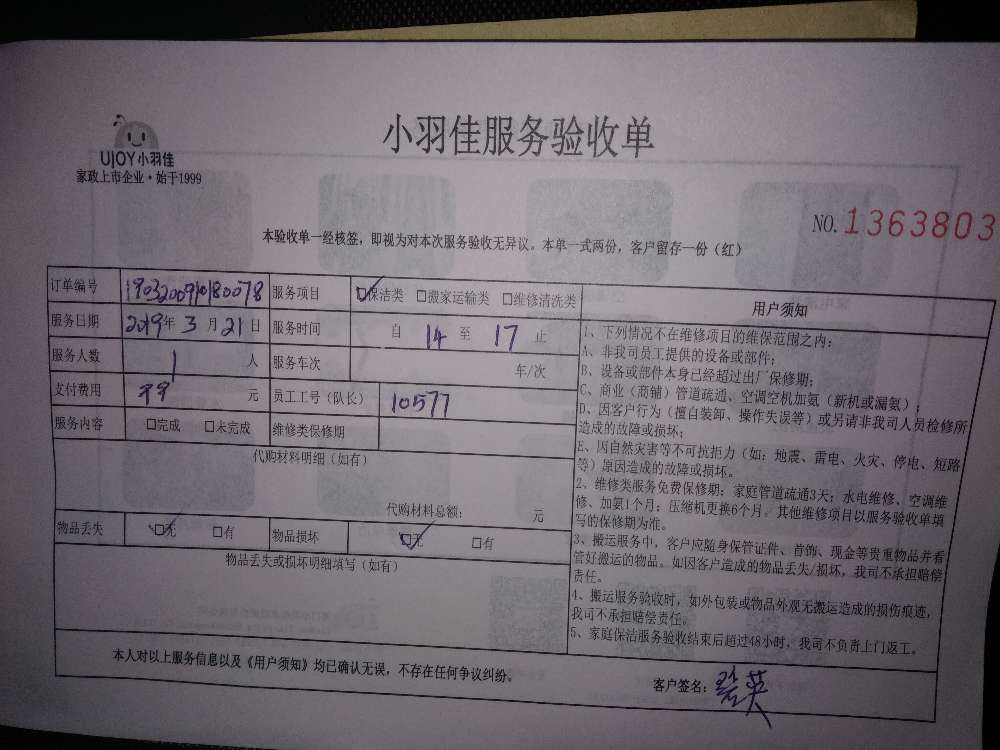 UJOY小羽佳
家政上市企业·始于1999
小羽佳服务验收单
NO.1363803
本验收单一经核签,即视为对本次服务验收无异议。本单一式两份,客户留存一份(红)
订单编号 190320091080078 服务项目 ☑保洁类 □搬家运输类 □维修清洗类
服务日期 2019年3月21日 服务时间 自 14 至 17 止
服务人数 1 人 服务车次 车/次
支付费用 元 员工工号(队长) 10577
服务内容 □完成 □未完成 维修类保修期
代购材料明细(如有)
代购材料总额: 元
物品丢失 ☑无 □有 物品损坏 ☑无 □有
物品丢失或损坏明细填写(如有)
用户须知
1、下列情况不在维修项目的维保范围之内:
A、非我司员工提供的设备或部件;
B、设备或部件本身已经超过出厂保修期;
C、商业(商铺)管道疏通、空调空机加氨(新机或漏氨);
D、因客户行为(擅自装卸、操作失误等)或另请非我司人员检修所
造成的故障或损坏;
E、因自然灾害等不可抗拒力(如:地震、雷电、火灾、停电、短路
等)原因造成的故障或损坏。
2、维修类服务免费保修期:家庭管道疏通3天;水电维修、空调维
修、加氨1个月;压缩机更换6个月。其他维修项目以服务验收单填
写的保修期为准。
3、搬运服务中,客户应随身保管证件、首饰、现金等贵重物品并看
管好搬运的物品。如因客户造成的物品丢失/损坏,我司不承担赔偿
责任。
4、搬运服务验收时,如外包装或物品外观无搬运造成的损伤痕迹,
我司不承担赔偿责任。
5、家庭保洁服务验收结束后超过48小时,我司不负责上门返工。
本人对以上服务信息以及《用户须知》均已确认无误,不存在任何争议纠纷。
客户签名: